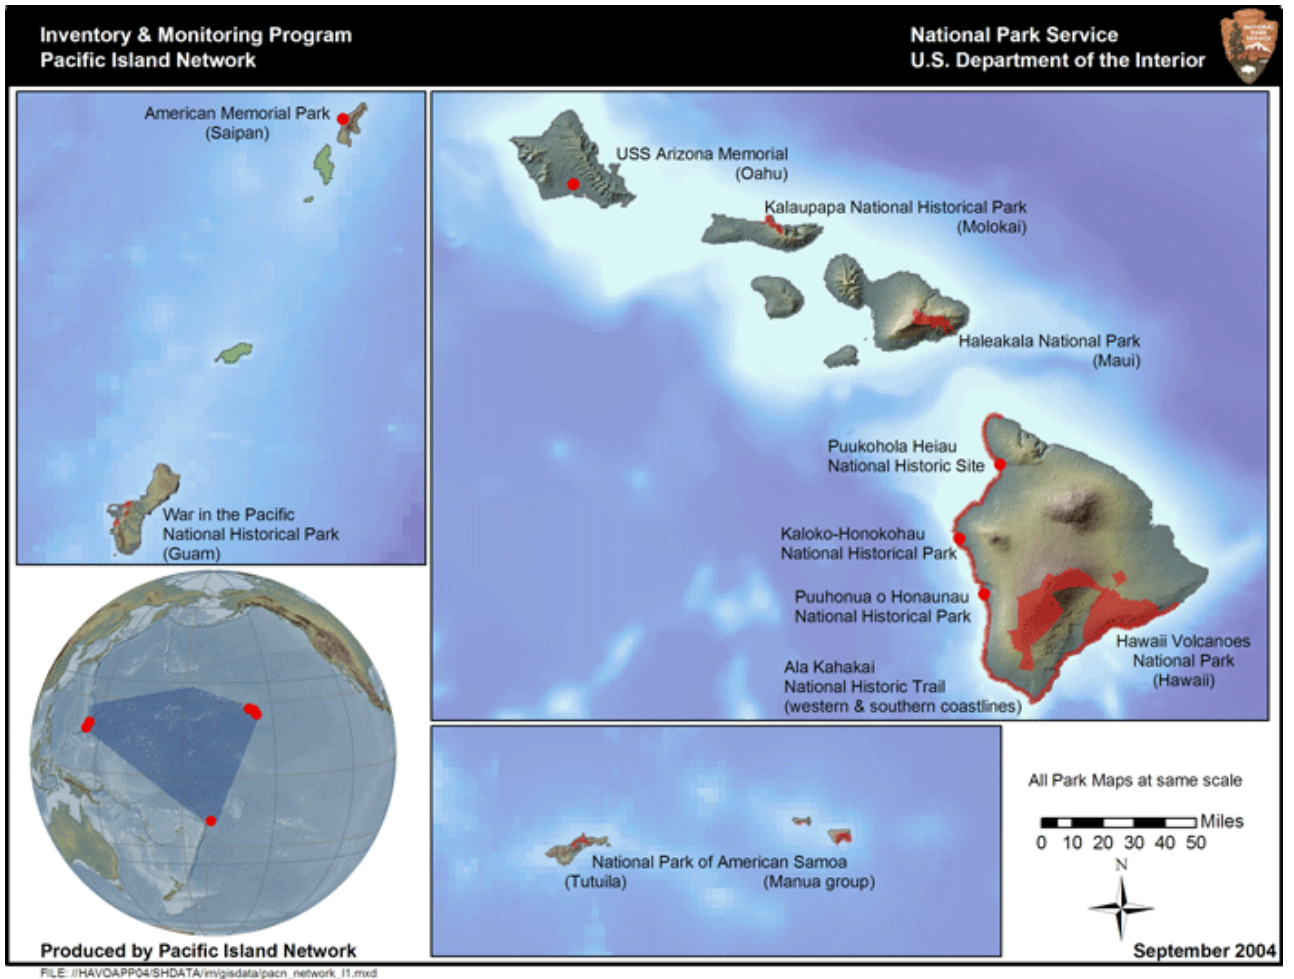 Inventory & Monitoring Program
Pacific Island Network
National Park Service
U.S. Department of the Interior
NATIONAL
PARK
SERVICE
American Memorial Park
(Saipan)
War in the Pacific
National Historical Park
(Guam)
USS Arizona Memorial
(Oahu)
Kalaupapa National Historical Park
(Molokai)
Haleakala National Park
(Maui)
Puukohola Heiau
National Historic Site
Kaloko-Honokohau
National Historical Park
Puuhonua o Honaunau
National Historical Park
Ala Kahakai
National Historic Trail
(western & southern coastlines)
Hawaii Volcanoes
National Park
(Hawaii)
National Park of American Samoa
(Tutuila) (Manua group)
All Park Maps at same scale
Miles
0 10 20 30 40 50
N
Produced by Pacific Island Network
September 2004
FILE: //HAVOAPP04/SHDATA/im/gisdata/pacn_network_l1.mxd